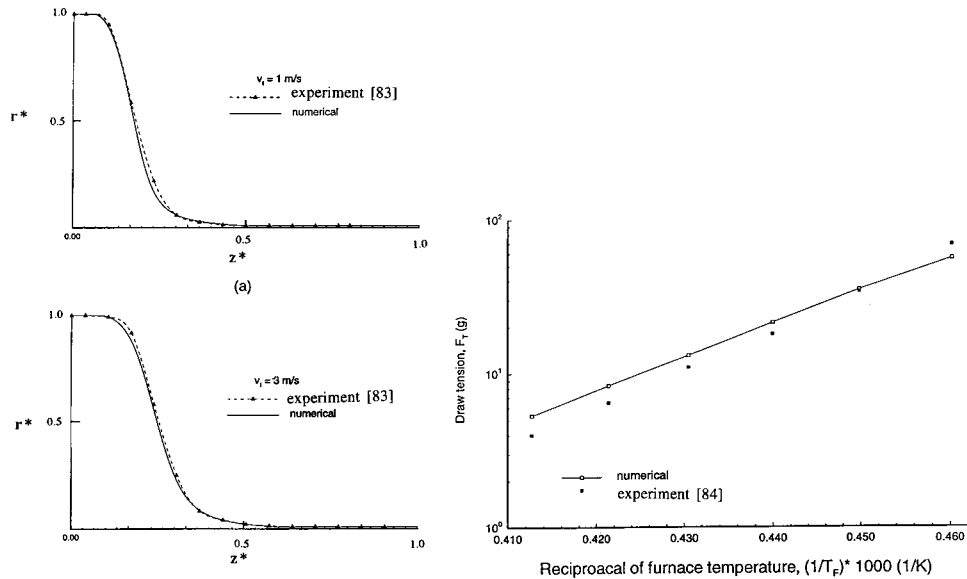 1.0
r*
0.5
v_f = 1 m/s
experiment [83]
numerical
0.00
0.5
1.0
z*
(a)
1.0
r*
0.5
v_f = 3 m/s
experiment [83]
numerical
0.00
0.5
1.0
z*
10²
10¹
10⁰
Draw tension, F_T (g)
numerical
experiment [84]
0.410
0.420
0.430
0.440
0.450
0.460
Reciproacal of furnace temperature, (1/T_F)* 1000 (1/K)